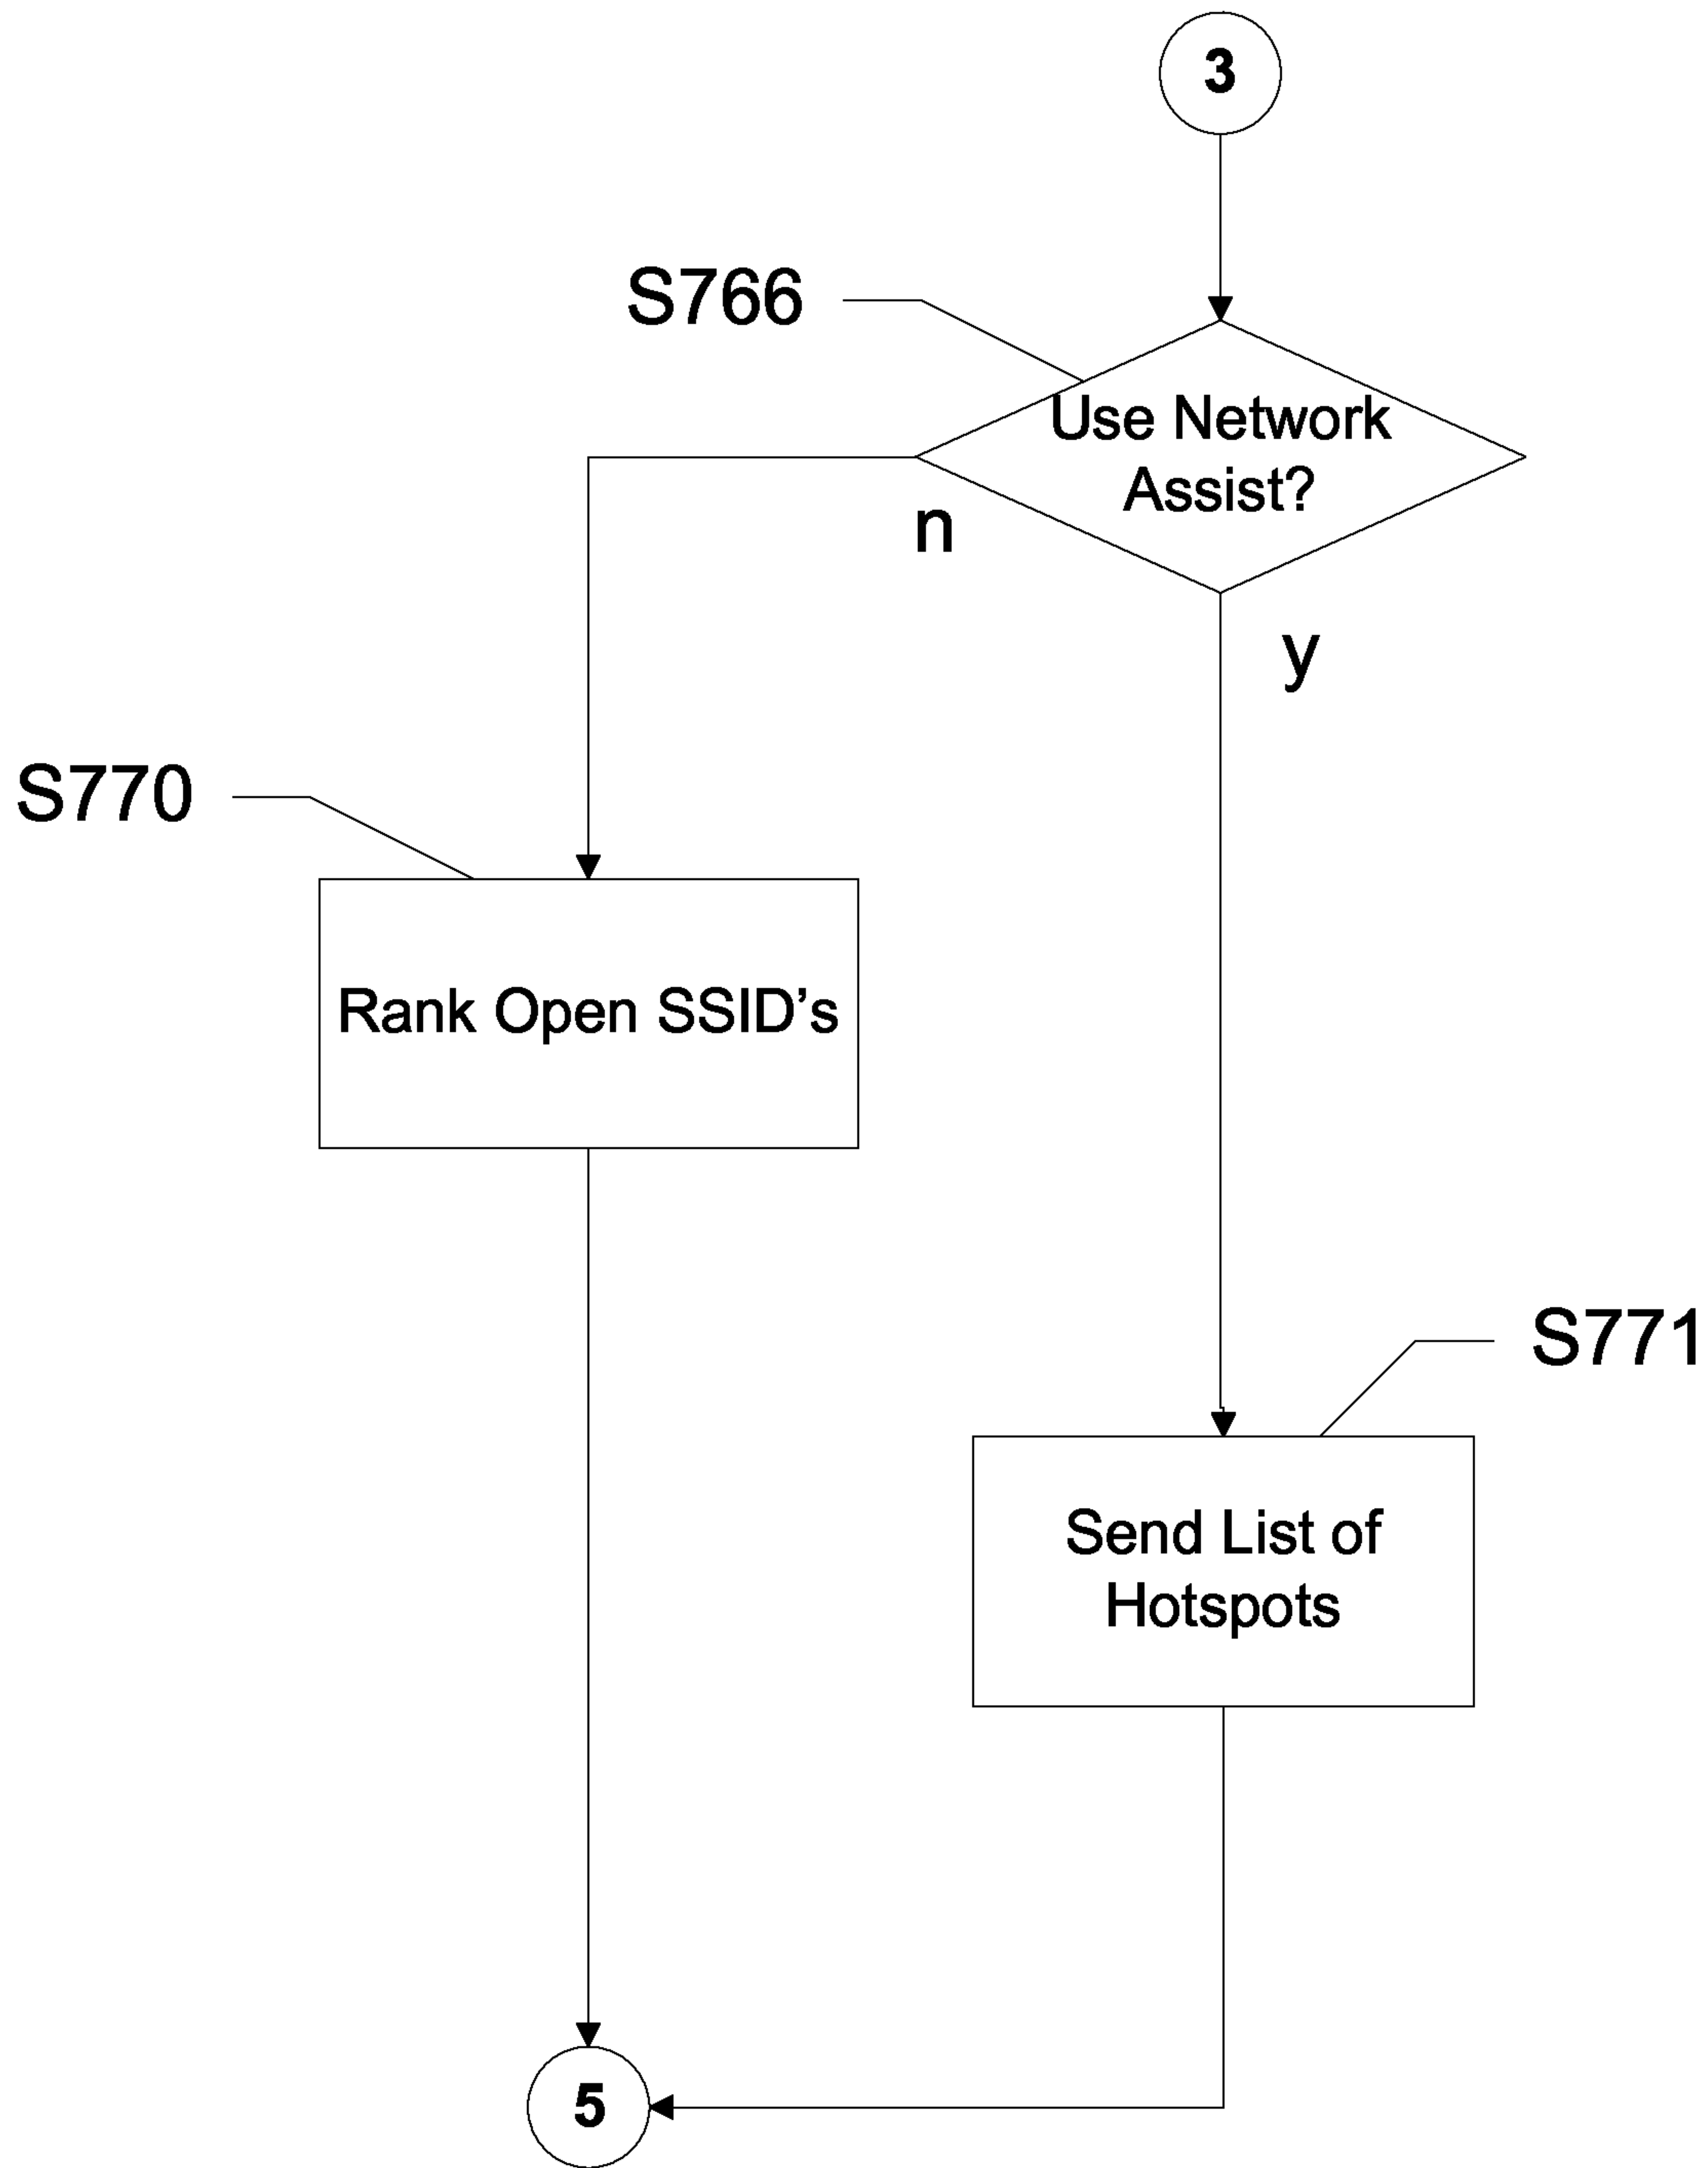 3
S766
Use Network
Assist?
n
y
S770
Rank Open SSID’s
S771
Send List of
Hotspots
5